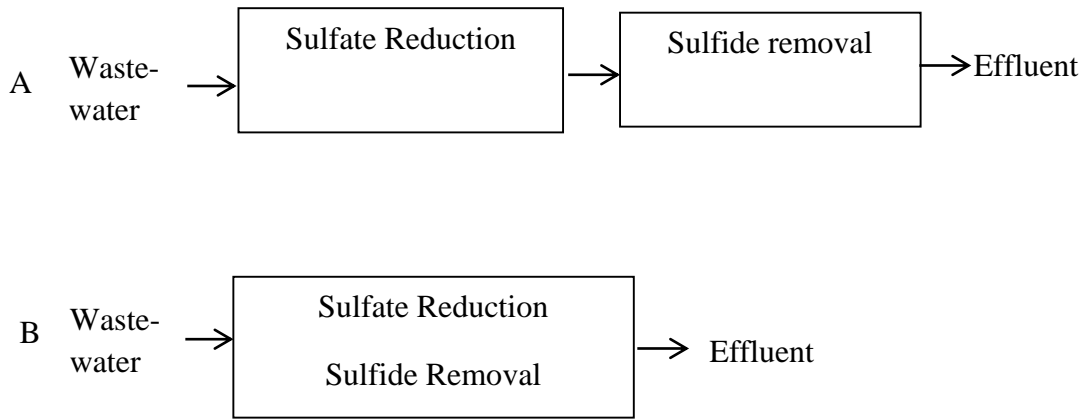 Sulfate Reduction
Sulfide removal
A
Waste-
water
Effluent
Sulfate Reduction
Sulfide Removal
B
Waste-
water
Effluent